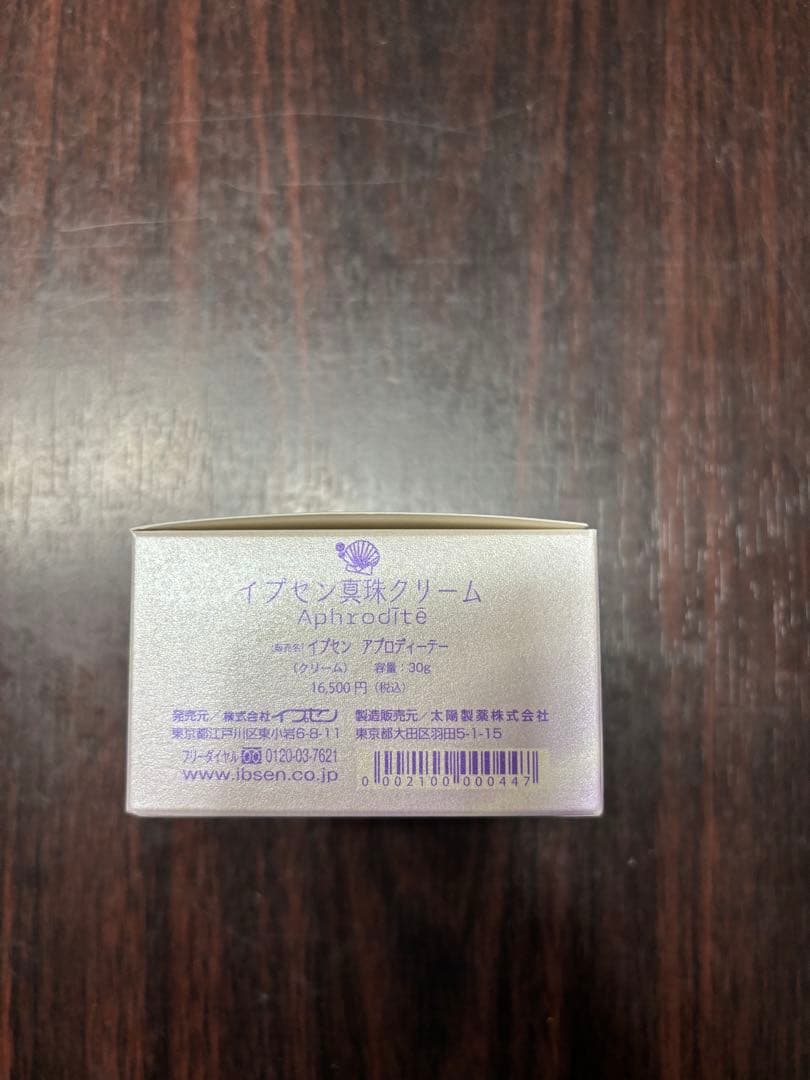 イプセン真珠クリーム
Aphrodītē
[販売名] イプセン アプロディーテー
(クリーム) 容量:30g
16,500円(税込)
発売元/株式会社イプセン 製造販売元/太陽製薬株式会社
東京都江戸川区東小岩6-8-11 東京都大田区羽田5-1-15
フリーダイヤル 0120-03-7621
www.ibsen.co.jp
0 002100 000447